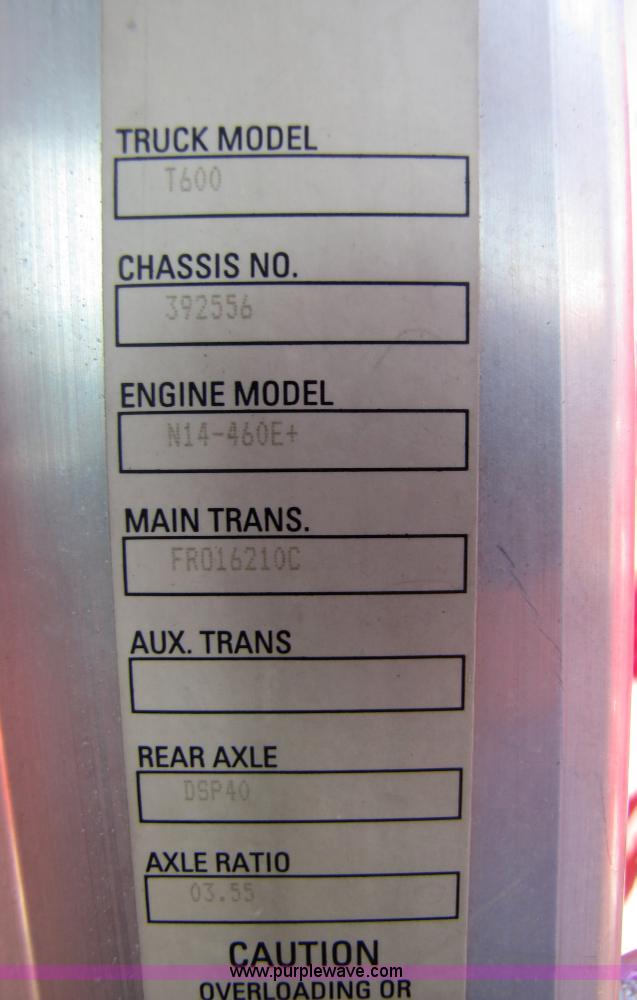 TRUCK MODEL
T600
CHASSIS NO.
392556
ENGINE MODEL
N14-460E+
MAIN TRANS.
FRO16210C
AUX. TRANS
REAR AXLE
DSP40
AXLE RATIO
03.55
CAUTION
www.purplewave.com
OVERLOADING OR